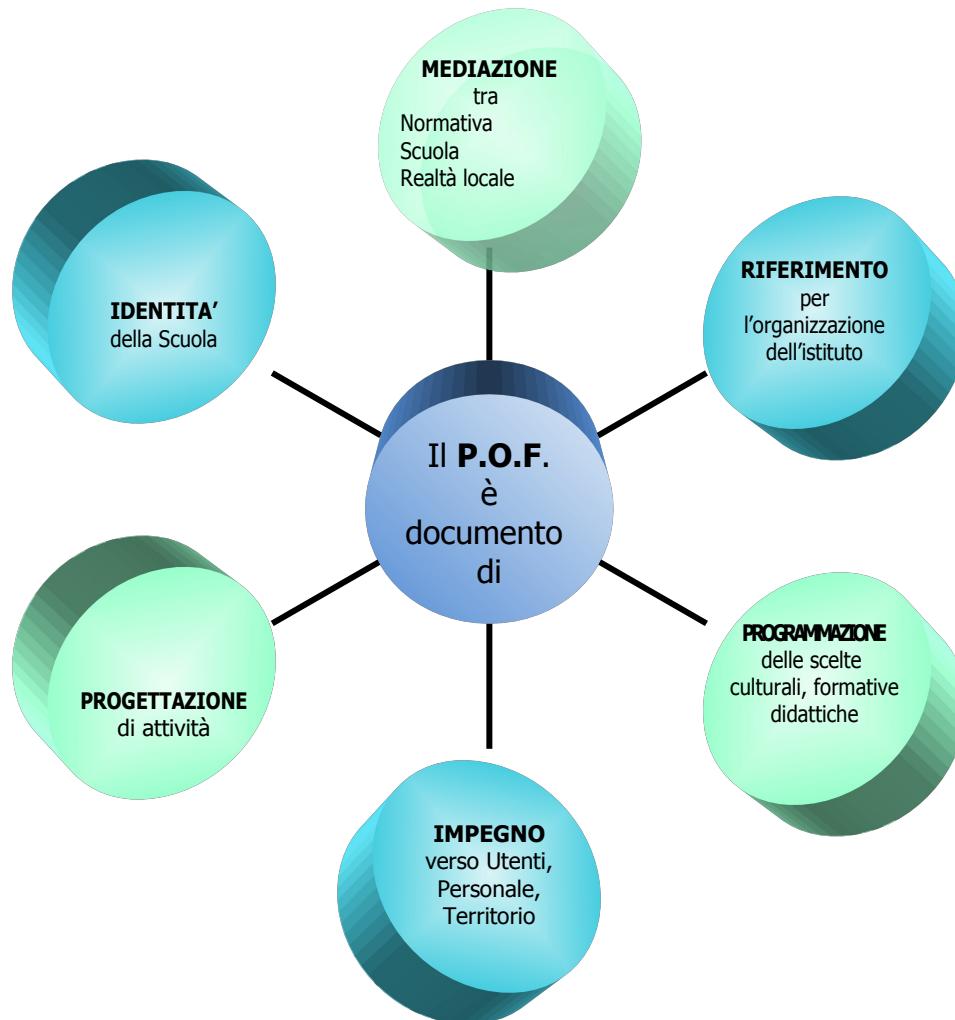 MEDIAZIONE
tra
Normativa
Scuola
Realtà locale
RIFERIMENTO
per
l’organizzazione
dell’istituto
IDENTITA’
della Scuola
Il P.O.F.
è
documento
di
PROGRAMMAZIONE
delle scelte
culturali, formative
didattiche
PROGETTAZIONE
di attività
IMPEGNO
verso Utenti,
Personale,
Territorio